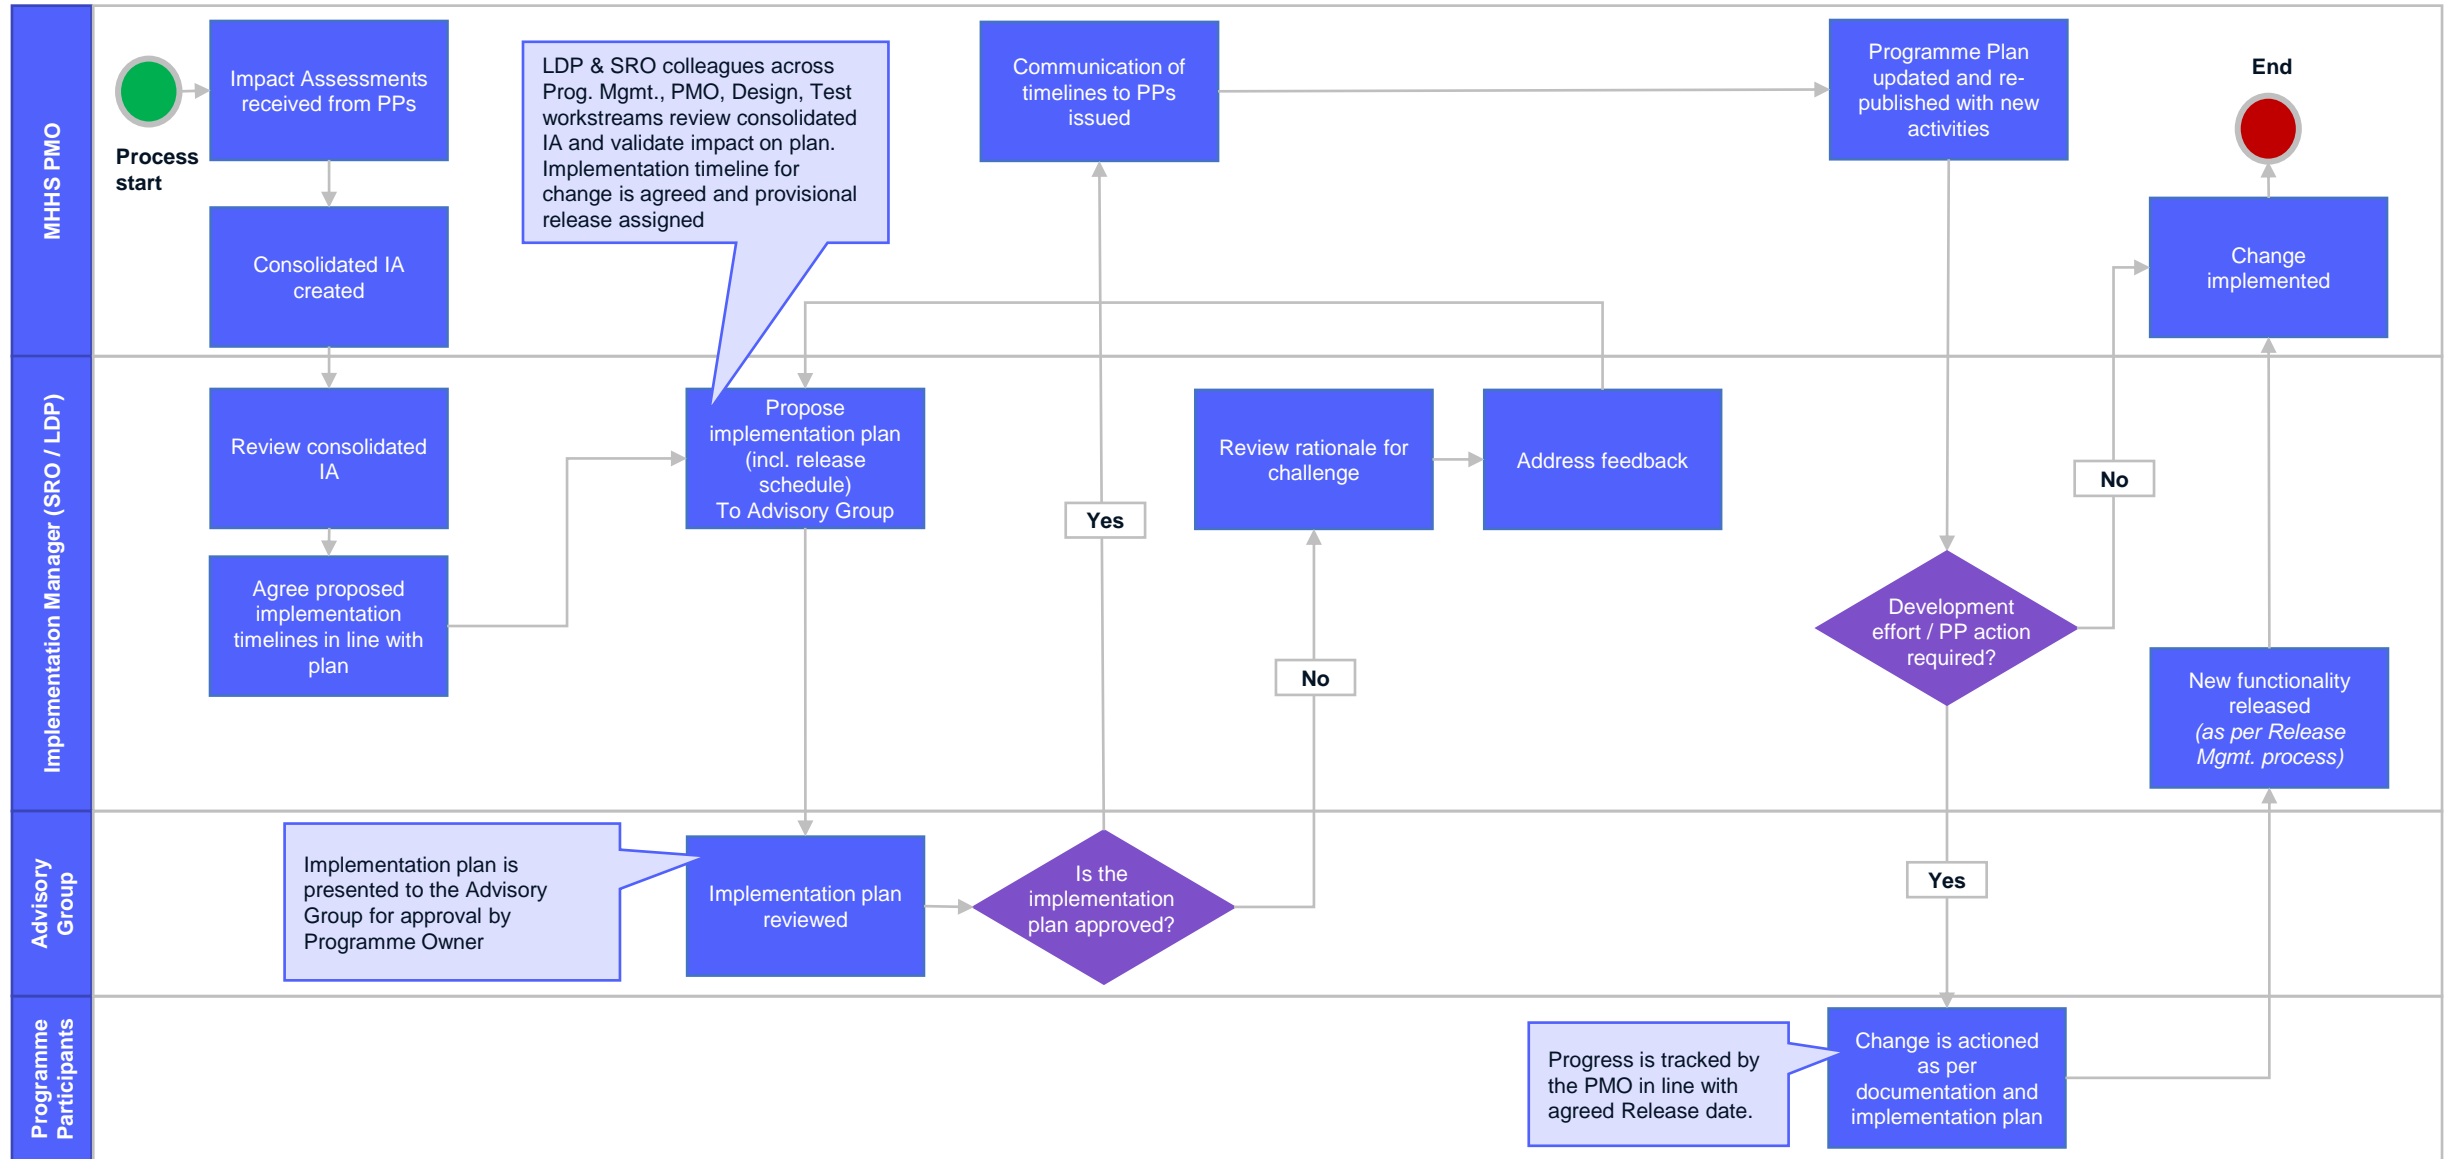 MHHS PMO
Process
start
Impact Assessments
received from PPs
Consolidated IA
created
LDP & SRO colleagues across
Prog. Mgmt., PMO, Design, Test
workstreams review consolidated
IA and validate impact on plan.
Implementation timeline for
change is agreed and provisional
release assigned
Communication of
timelines to PPs
issued
Programme Plan
updated and re-
published with new
activities
End
Change
implemented
Implementation Manager (SRO / LDP)
Review consolidated
IA
Agree proposed
implementation
timelines in line with
plan
Propose
implementation plan
(incl. release
schedule)
To Advisory Group
Yes
Review rationale for
challenge
Address feedback
No
No
Development
effort / PP action
required?
New functionality
released
(as per Release
Mgmt. process)
Advisory
Group
Implementation plan is
presented to the Advisory
Group for approval by
Programme Owner
Implementation plan
reviewed
Is the
implementation
plan approved?
Yes
Programme
Participants
Progress is tracked by
the PMO in line with
agreed Release date.
Change is actioned
as per
documentation and
implementation plan